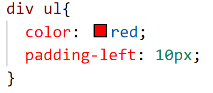 div ul{
color: red;
padding-left: 10px;
}